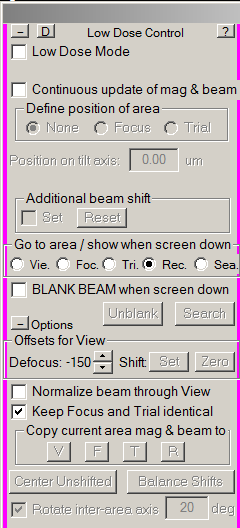 – D Low Dose Control ?
Low Dose Mode
Continuous update of mag & beam
Define position of area
None Focus Trial
Position on tilt axis: 0.00 um
Additional beam shift
Set Reset
Go to area / show when screen down
Vie. Foc. Tri. Rec. Sea.
BLANK BEAM when screen down
Unblank Search
– Options
Offsets for View
Defocus: -150 Shift: Set Zero
Normalize beam through View
Keep Focus and Trial identical
Copy current area mag & beam to
V F T R
Center Unshifted Balance Shifts
Rotate inter-area axis 20 deg